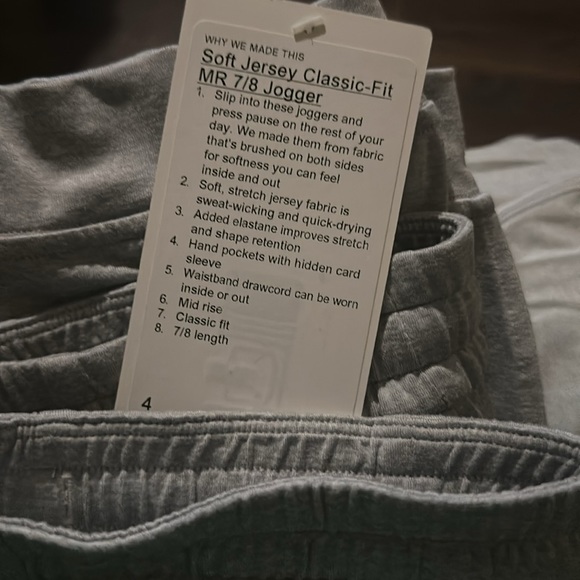 WHY WE MADE THIS
Soft Jersey Classic-Fit
MR 7/8 Jogger
1. Slip into these joggers and
press pause on the rest of your
day. We made them from fabric
that's brushed on both sides
for softness you can feel
inside and out
2. Soft, stretch jersey fabric is
sweat-wicking and quick-drying
3. Added elastane improves stretch
and shape retention
4. Hand pockets with hidden card
sleeve
5. Waistband drawcord can be worn
inside or out
6. Mid rise
7. Classic fit
8. 7/8 length
4